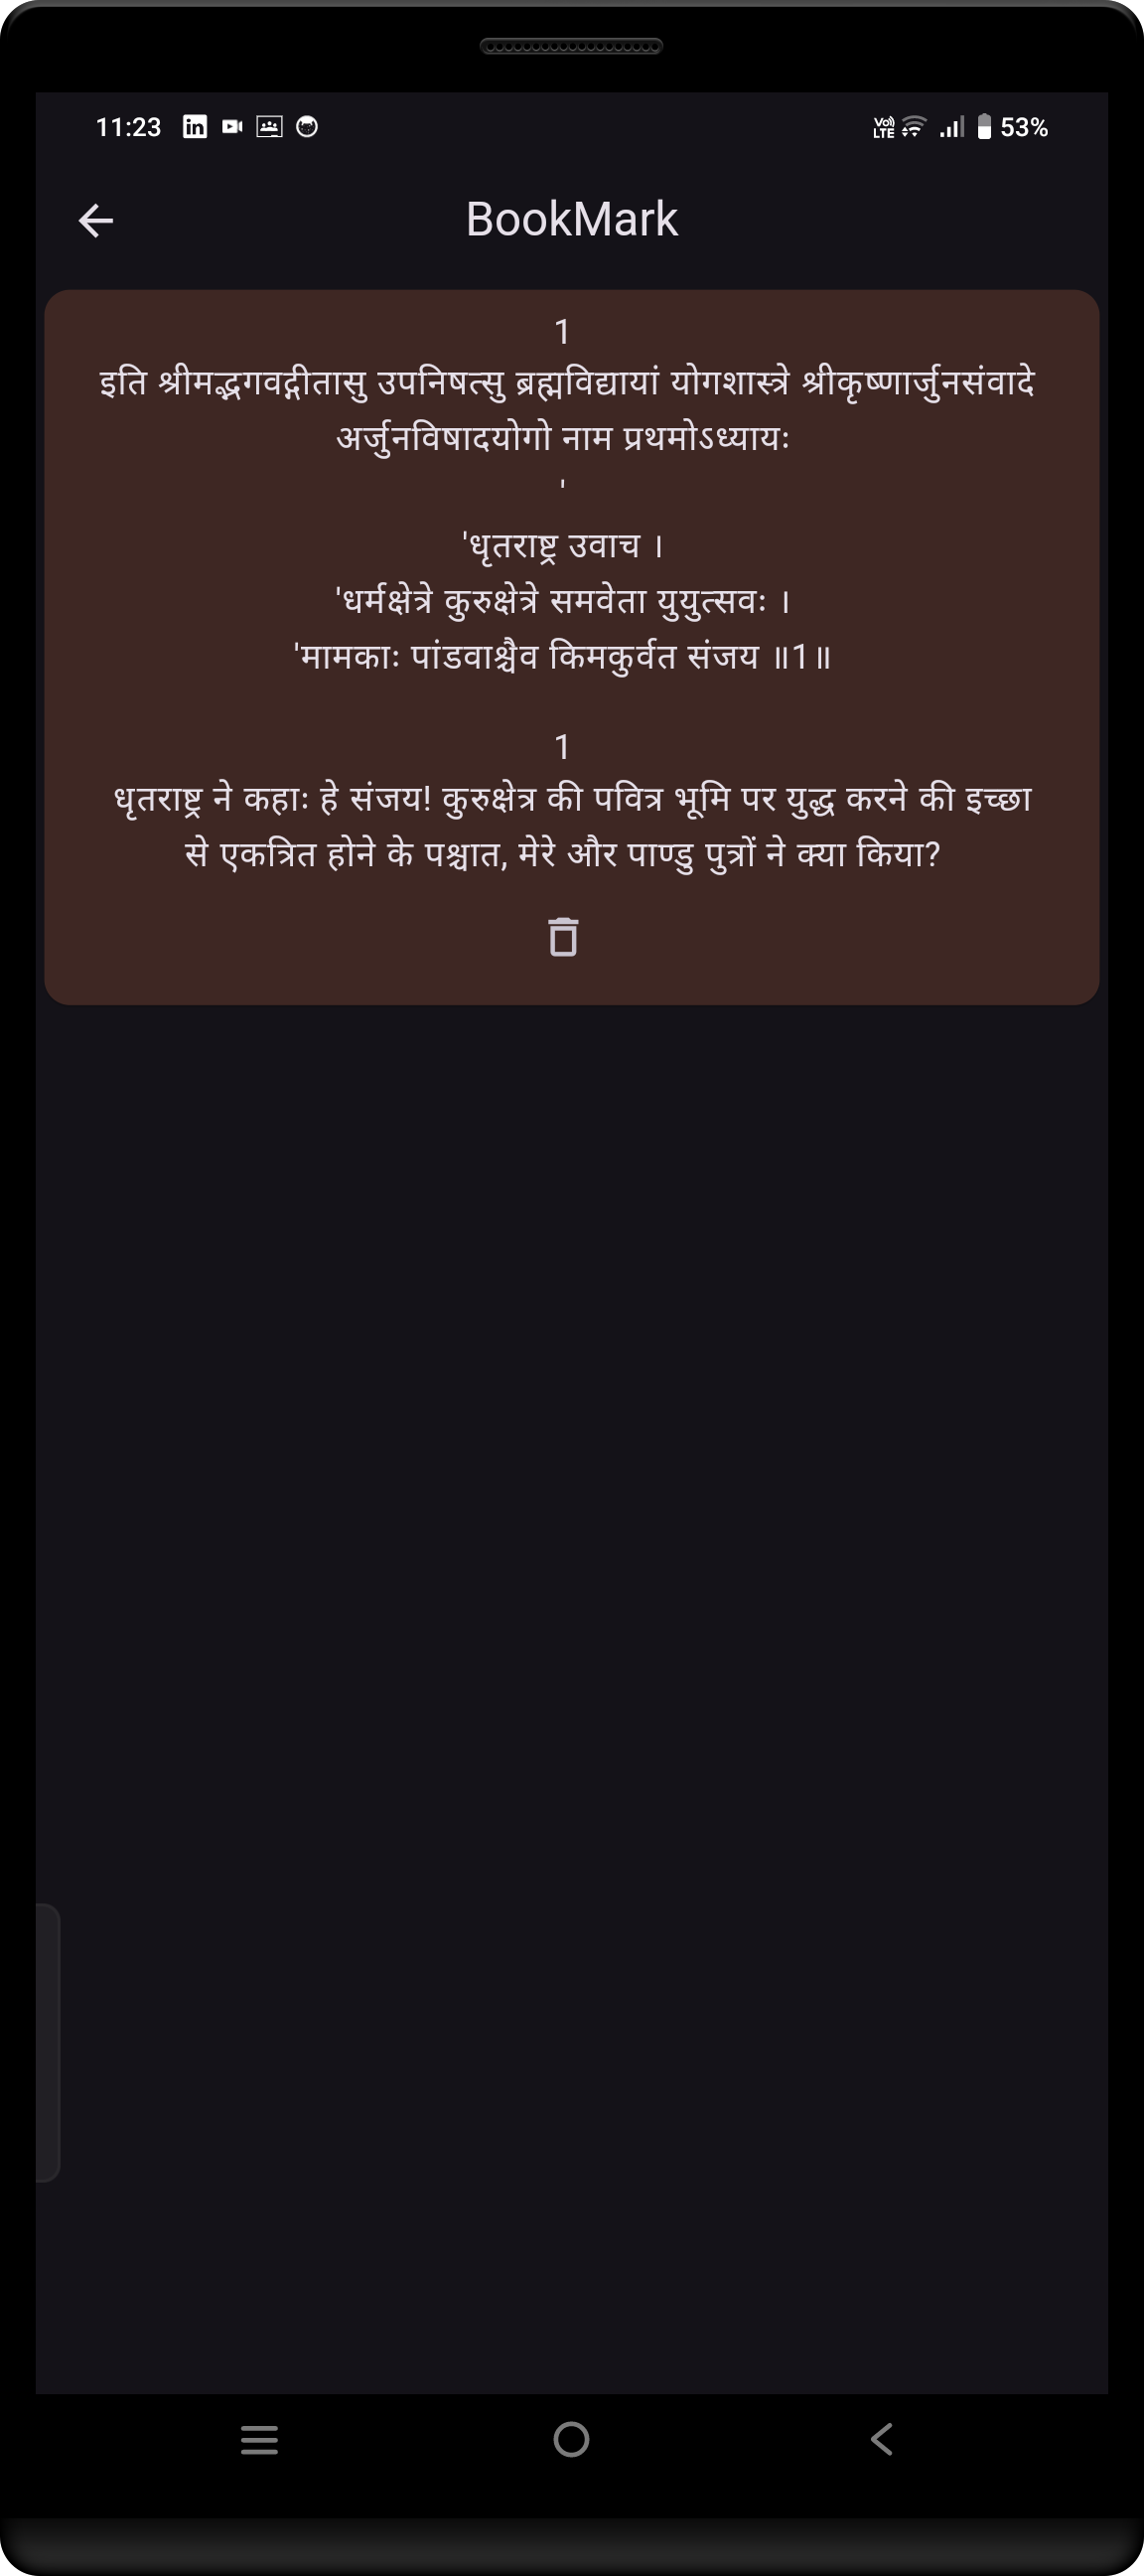 11:23
Vo)) LTE 53%
BookMark
1
इति श्रीमद्भगवद्गीतासु उपनिषत्सु ब्रह्मविद्यायां योगशास्त्रे श्रीकृष्णार्जुनसंवादे
अर्जुनविषादयोगो नाम प्रथमोऽध्यायः
'
'धृतराष्ट्र उवाच ।
'धर्मक्षेत्रे कुरुक्षेत्रे समवेता युयुत्सवः ।
'मामकाः पांडवाश्चैव किमकुर्वत संजय ॥1॥
1
धृतराष्ट्र ने कहाः हे संजय! कुरुक्षेत्र की पवित्र भूमि पर युद्ध करने की इच्छा
से एकत्रित होने के पश्चात, मेरे और पाण्डु पुत्रों ने क्या किया?